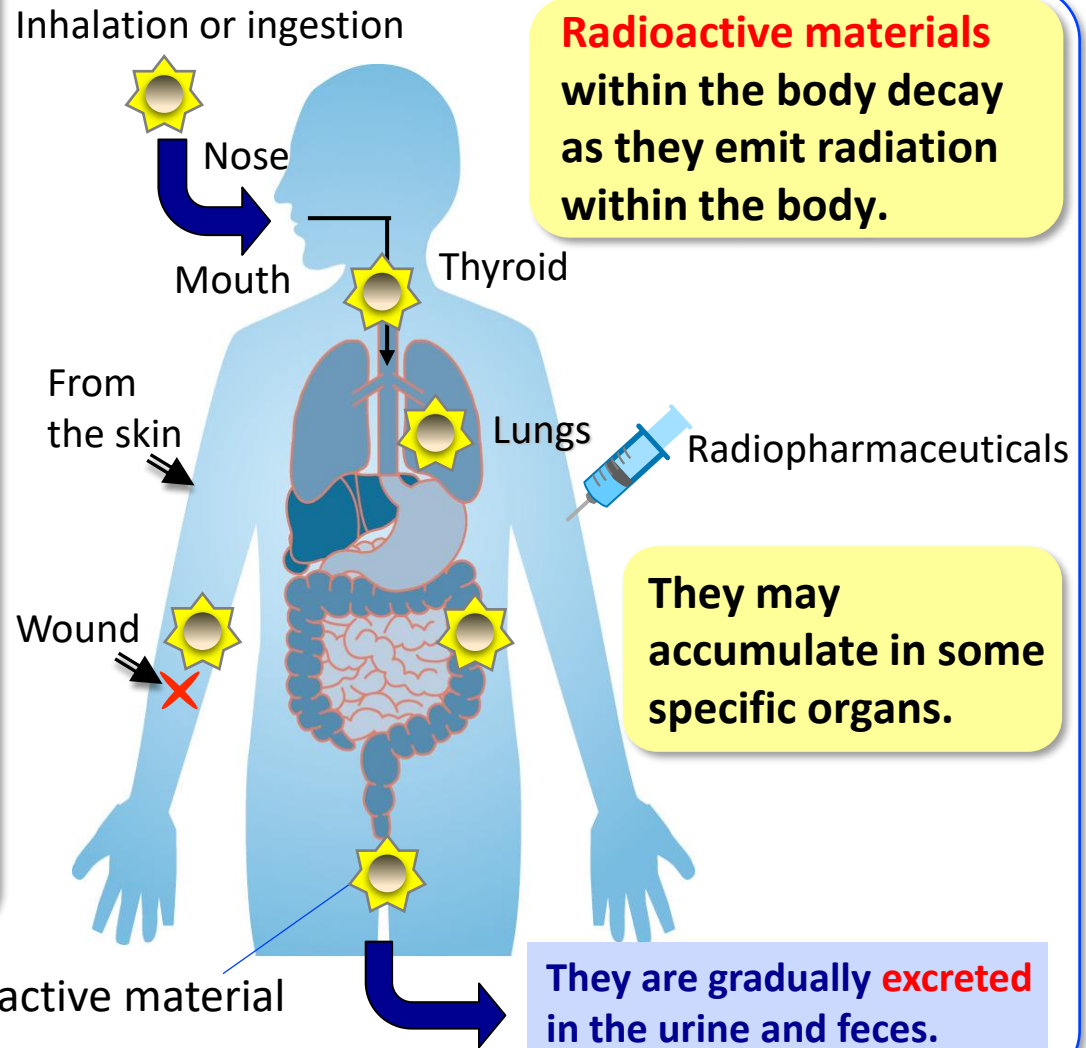 Inhalation or ingestion
Radioactive materials
within the body decay
as they emit radiation
within the body.
Nose
Mouth
Thyroid
From
the skin
Lungs
Radiopharmaceuticals
They may
accumulate in some
specific organs.
Wound
active material
They are gradually excreted
in the urine and feces.